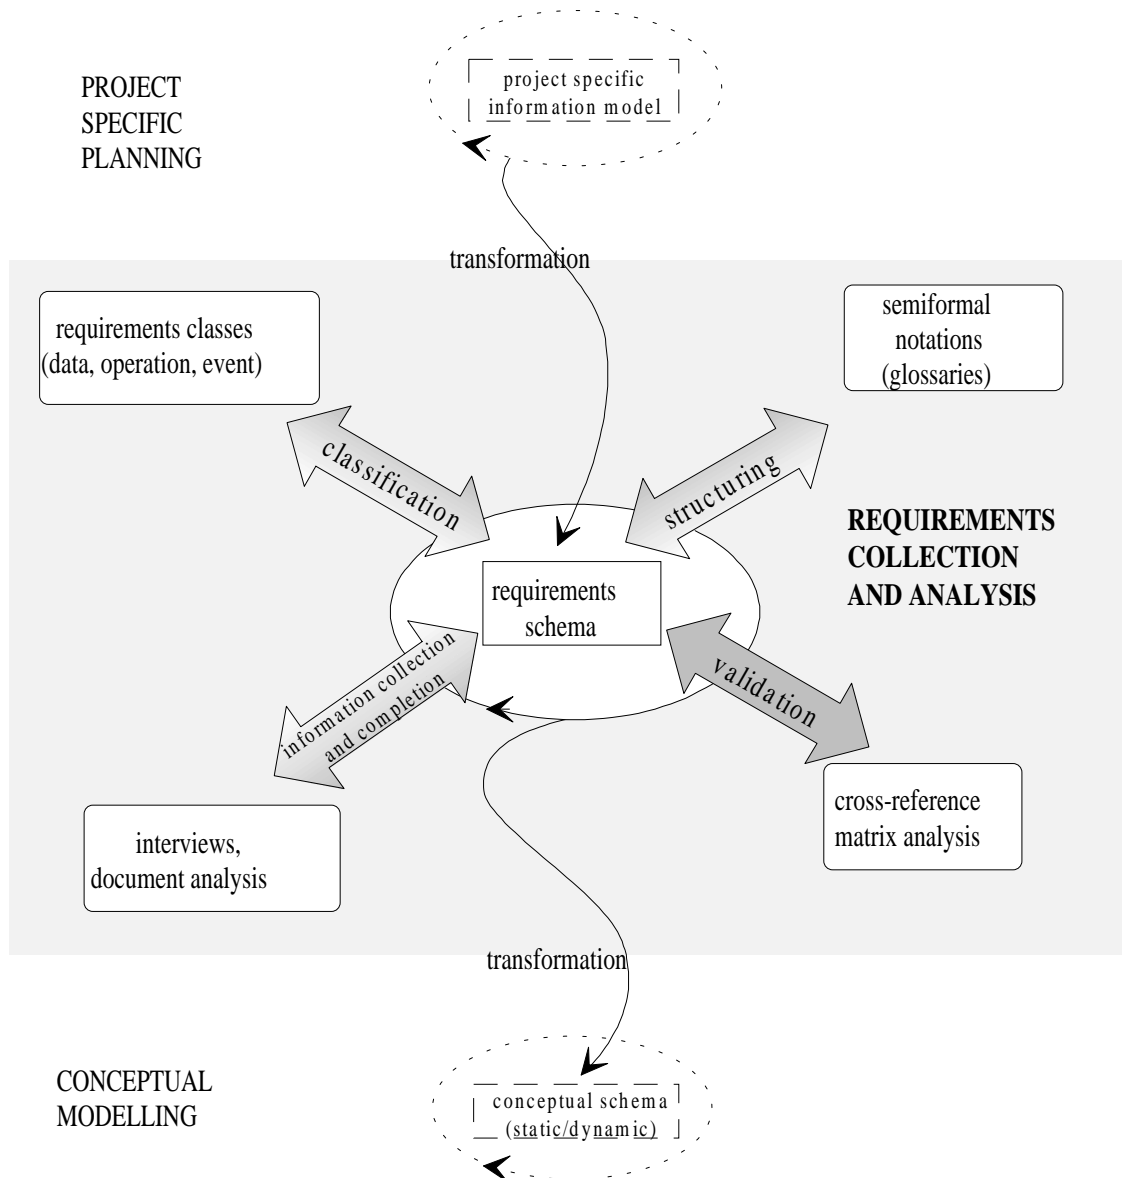 PROJECT
SPECIFIC
PLANNING
project specific
information model
transformation
requirements classes
(data, operation, event)
semiformal
notations
(glossaries)
classification
structuring
REQUIREMENTS
COLLECTION
AND ANALYSIS
requirements
schema
information collection
and completion
validation
interviews,
document analysis
cross-reference
matrix analysis
transformation
CONCEPTUAL
MODELLING
conceptual schema
(static/dynamic)